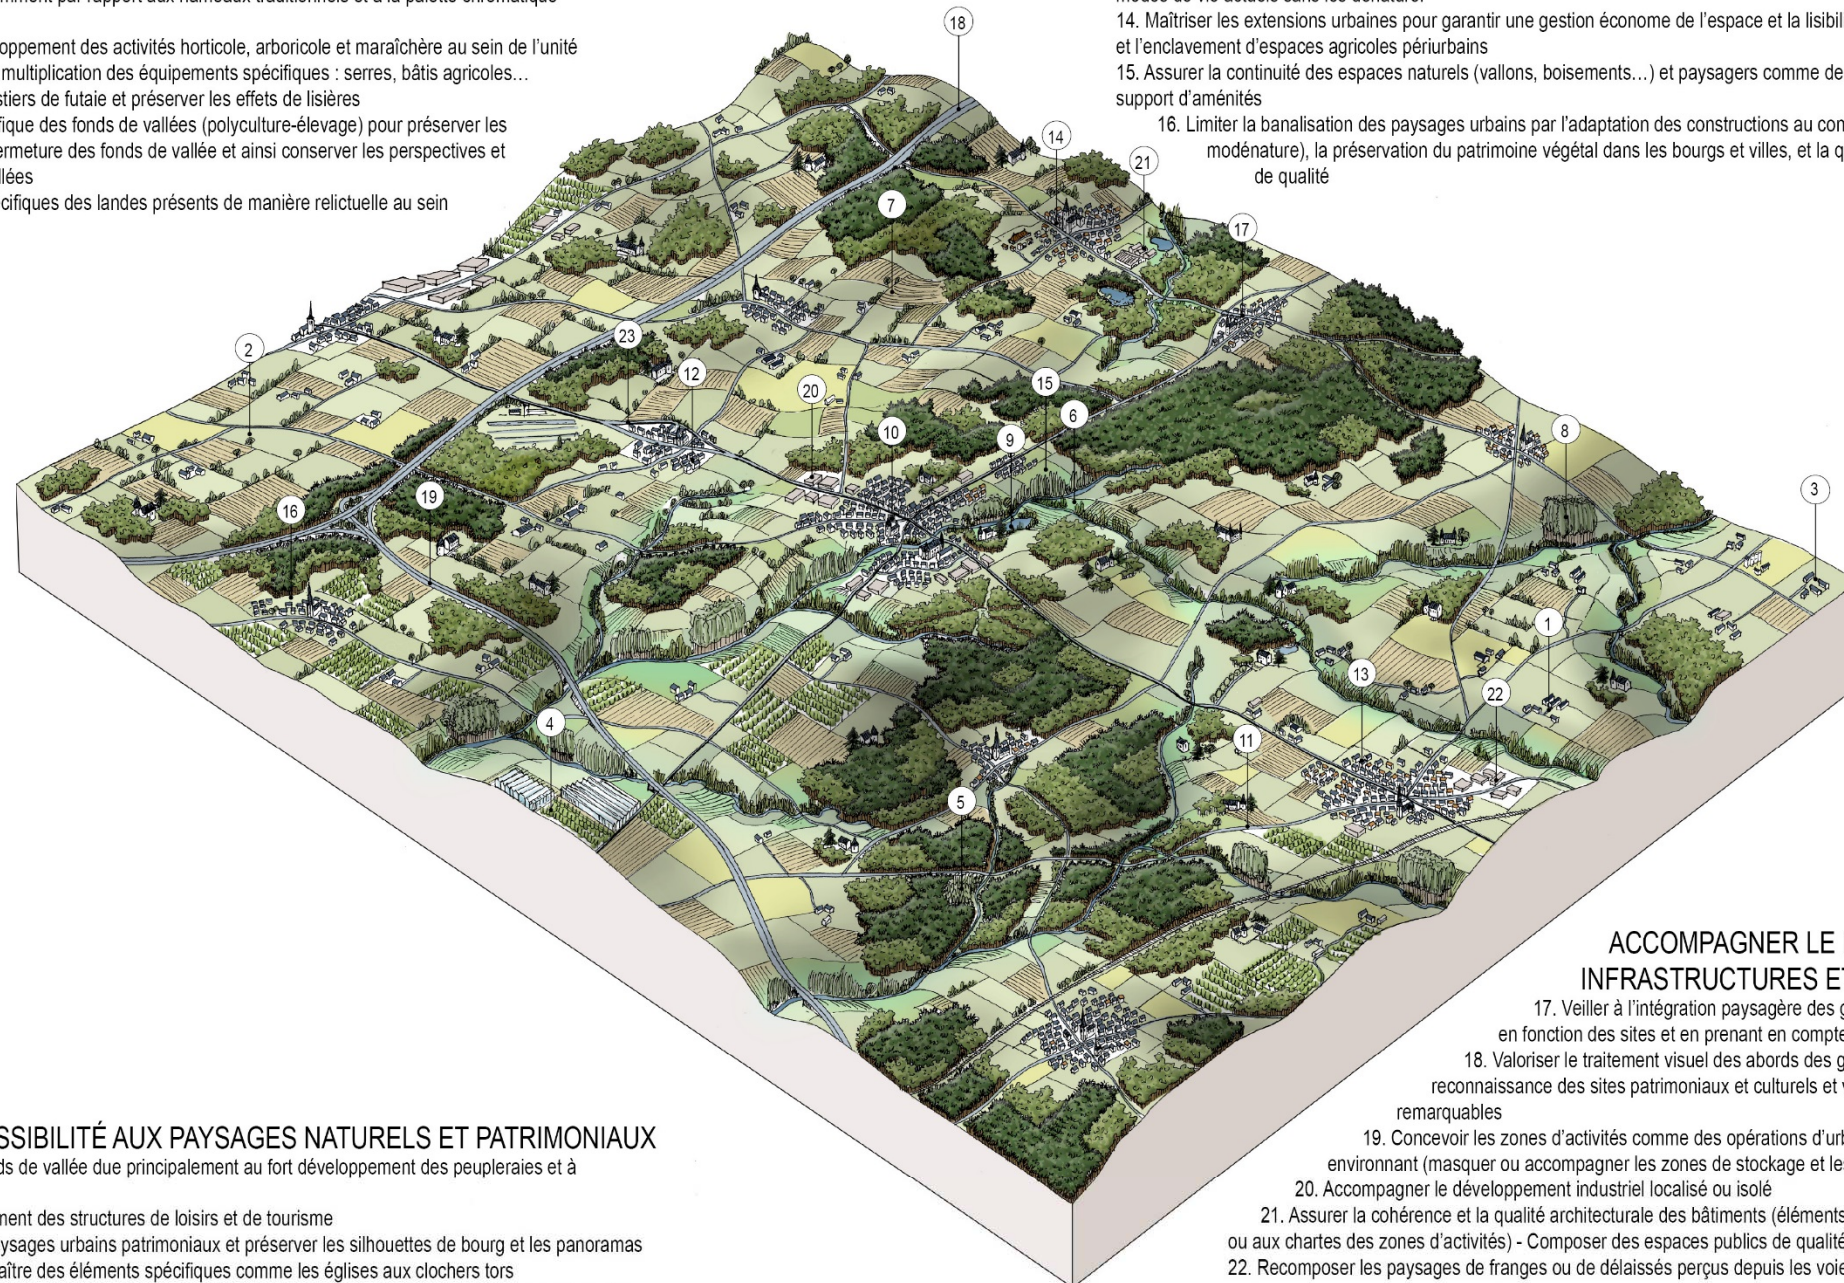 oppement des activités horticole, arboricole et maraîchère au sein de l'unité
multiplication des équipements spécifiques : serres, bâtis agricoles...
stiers de futaie et préserver les effets de lisières
fique des fonds de vallées (polyculture-élevage) pour préserver les
ermeture des fonds de vallée et ainsi conserver les perspectives et
llées
cifiques des landes présents de manière relictuelle au sein
14. Maîtriser les extensions urbaines pour garantir une gestion économe de l'espace et la lisibil
et l'enclavement d'espaces agricoles périurbains
15. Assurer la continuité des espaces naturels (vallons, boisements...) et paysagers comme de
support d'aménités
16. Limiter la banalisation des paysages urbains par l'adaptation des constructions au con
modénature), la préservation du patrimoine végétal dans les bourgs et villes, et la q
de qualité
18
14
21
7
17
2
23
12
20
15
6
10
9
8
3
16
19
1
13
22
4
11
5
SSIBILITÉ AUX PAYSAGES NATURELS ET PATRIMONIAUX
ds de vallée due principalement au fort développement des peupleraies et à
ment des structures de loisirs et de tourisme
ysages urbains patrimoniaux et préserver les silhouettes de bourg et les panoramas
aître des éléments spécifiques comme les églises aux clochers tors
ACCOMPAGNER LE
INFRASTRUCTURES ET
17. Veiller à l'intégration paysagère des g
en fonction des sites et en prenant en compte
18. Valoriser le traitement visuel des abords des g
reconnaissance des sites patrimoniaux et culturels et v
remarquables
19. Concevoir les zones d'activités comme des opérations d'urb
environnant (masquer ou accompagner les zones de stockage et les
20. Accompagner le développement industriel localisé ou isolé
21. Assurer la cohérence et la qualité architecturale des bâtiments (éléments
ou aux chartes des zones d'activités) - Composer des espaces publics de qualité
22. Recomposer les paysages de franges ou de délaissés perçus depuis les voie